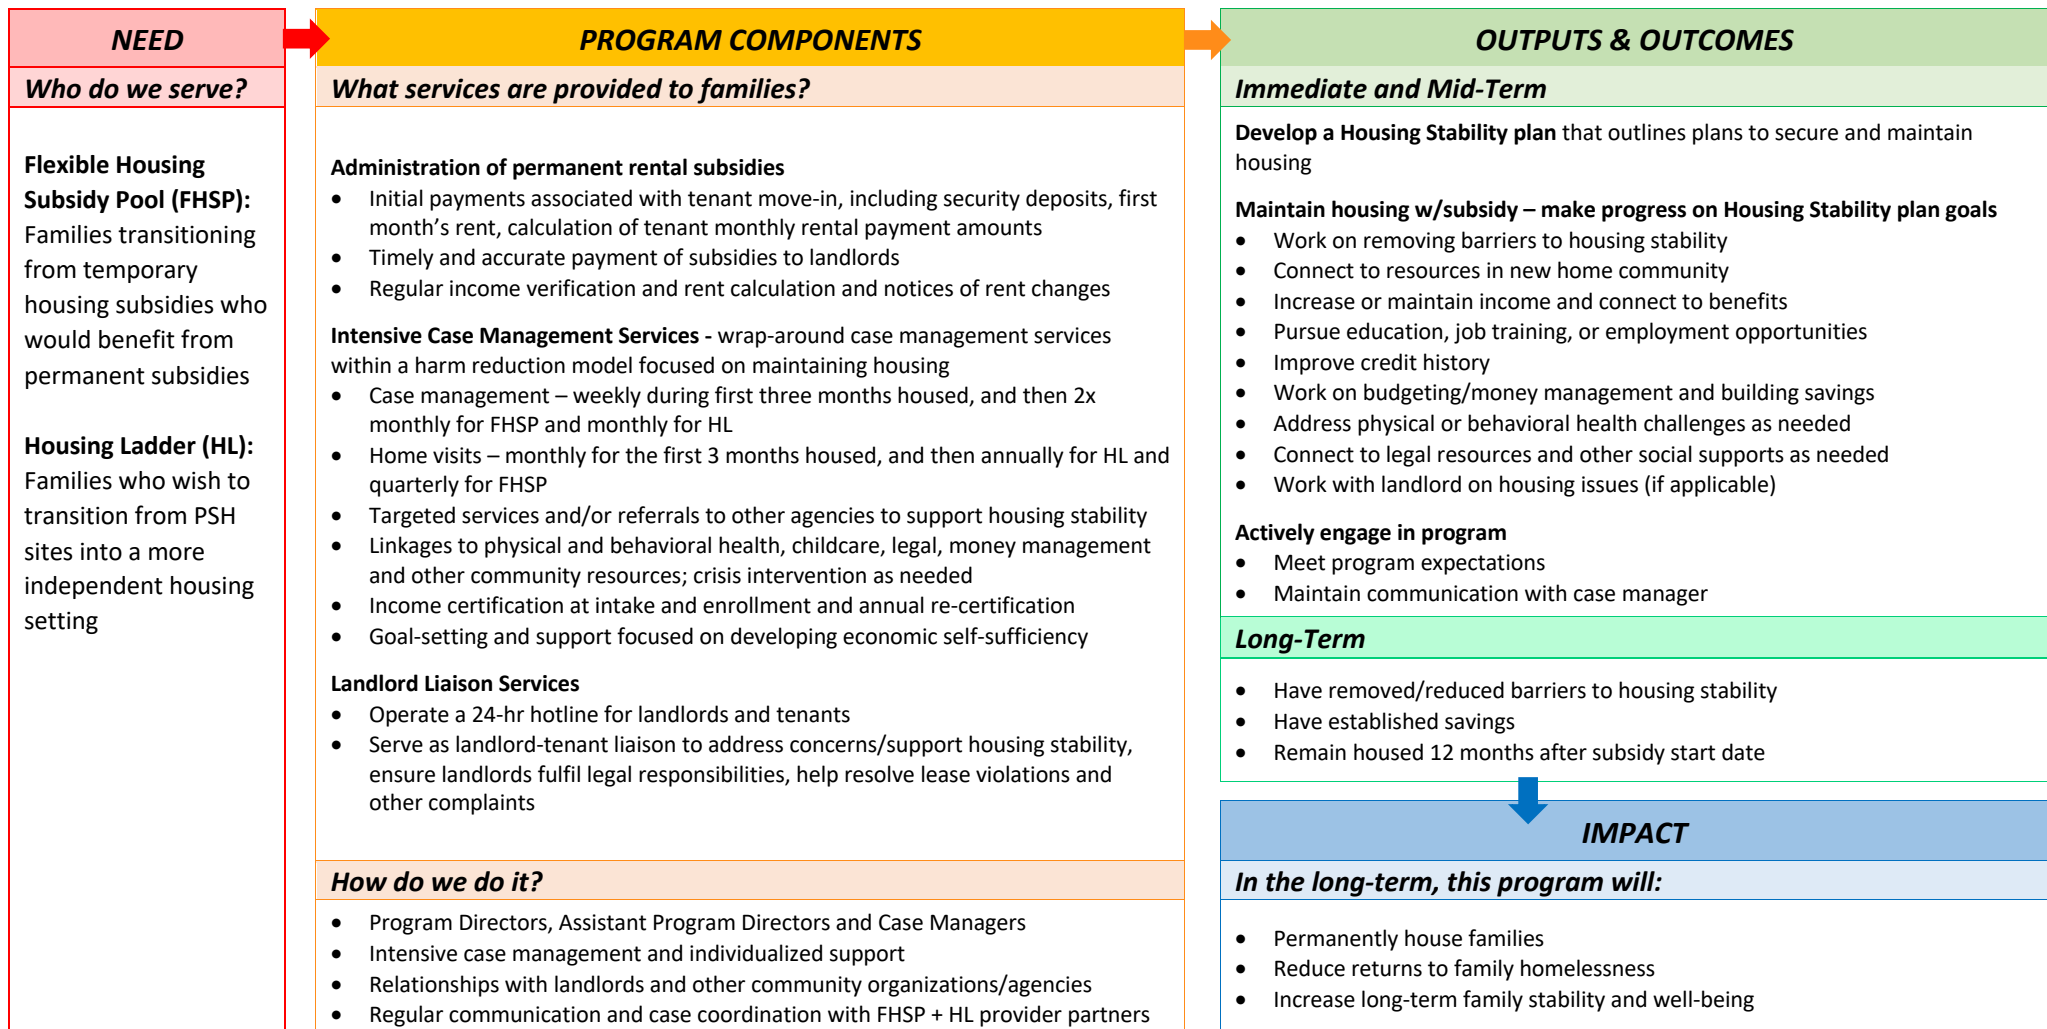 NEED
Who do we serve?
Flexible Housing
Subsidy Pool (FHSP):
Families transitioning
from temporary
housing subsidies who
would benefit from
permanent subsidies
Housing Ladder (HL):
Families who wish to
transition from PSH
sites into a more
independent housing
setting
PROGRAM COMPONENTS
What services are provided to families?
Administration of permanent rental subsidies
• Initial payments associated with tenant move-in, including security deposits, first
month's rent, calculation of tenant monthly rental payment amounts
• Timely and accurate payment of subsidies to landlords
• Regular income verification and rent calculation and notices of rent changes
Intensive Case Management Services - wrap-around case management services
within a harm reduction model focused on maintaining housing
• Case management – weekly during first three months housed, and then 2x
monthly for FHSP and monthly for HL
• Home visits – monthly for the first 3 months housed, and then annually for HL and
quarterly for FHSP
• Targeted services and/or referrals to other agencies to support housing stability
• Linkages to physical and behavioral health, childcare, legal, money management
and other community resources; crisis intervention as needed
• Income certification at intake and enrollment and annual re-certification
• Goal-setting and support focused on developing economic self-sufficiency
Landlord Liaison Services
• Operate a 24-hr hotline for landlords and tenants
• Serve as landlord-tenant liaison to address concerns/support housing stability,
ensure landlords fulfil legal responsibilities, help resolve lease violations and
other complaints
How do we do it?
• Program Directors, Assistant Program Directors and Case Managers
• Intensive case management and individualized support
• Relationships with landlords and other community organizations/agencies
• Regular communication and case coordination with FHSP + HL provider partners
OUTPUTS & OUTCOMES
Immediate and Mid-Term
Develop a Housing Stability plan that outlines plans to secure and maintain
housing
Maintain housing w/subsidy – make progress on Housing Stability plan goals
• Work on removing barriers to housing stability
• Connect to resources in new home community
• Increase or maintain income and connect to benefits
• Pursue education, job training, or employment opportunities
• Improve credit history
• Work on budgeting/money management and building savings
• Address physical or behavioral health challenges as needed
• Connect to legal resources and other social supports as needed
• Work with landlord on housing issues (if applicable)
Actively engage in program
• Meet program expectations
• Maintain communication with case manager
Long-Term
• Have removed/reduced barriers to housing stability
• Have established savings
• Remain housed 12 months after subsidy start date
IMPACT
In the long-term, this program will:
• Permanently house families
• Reduce returns to family homelessness
• Increase long-term family stability and well-being